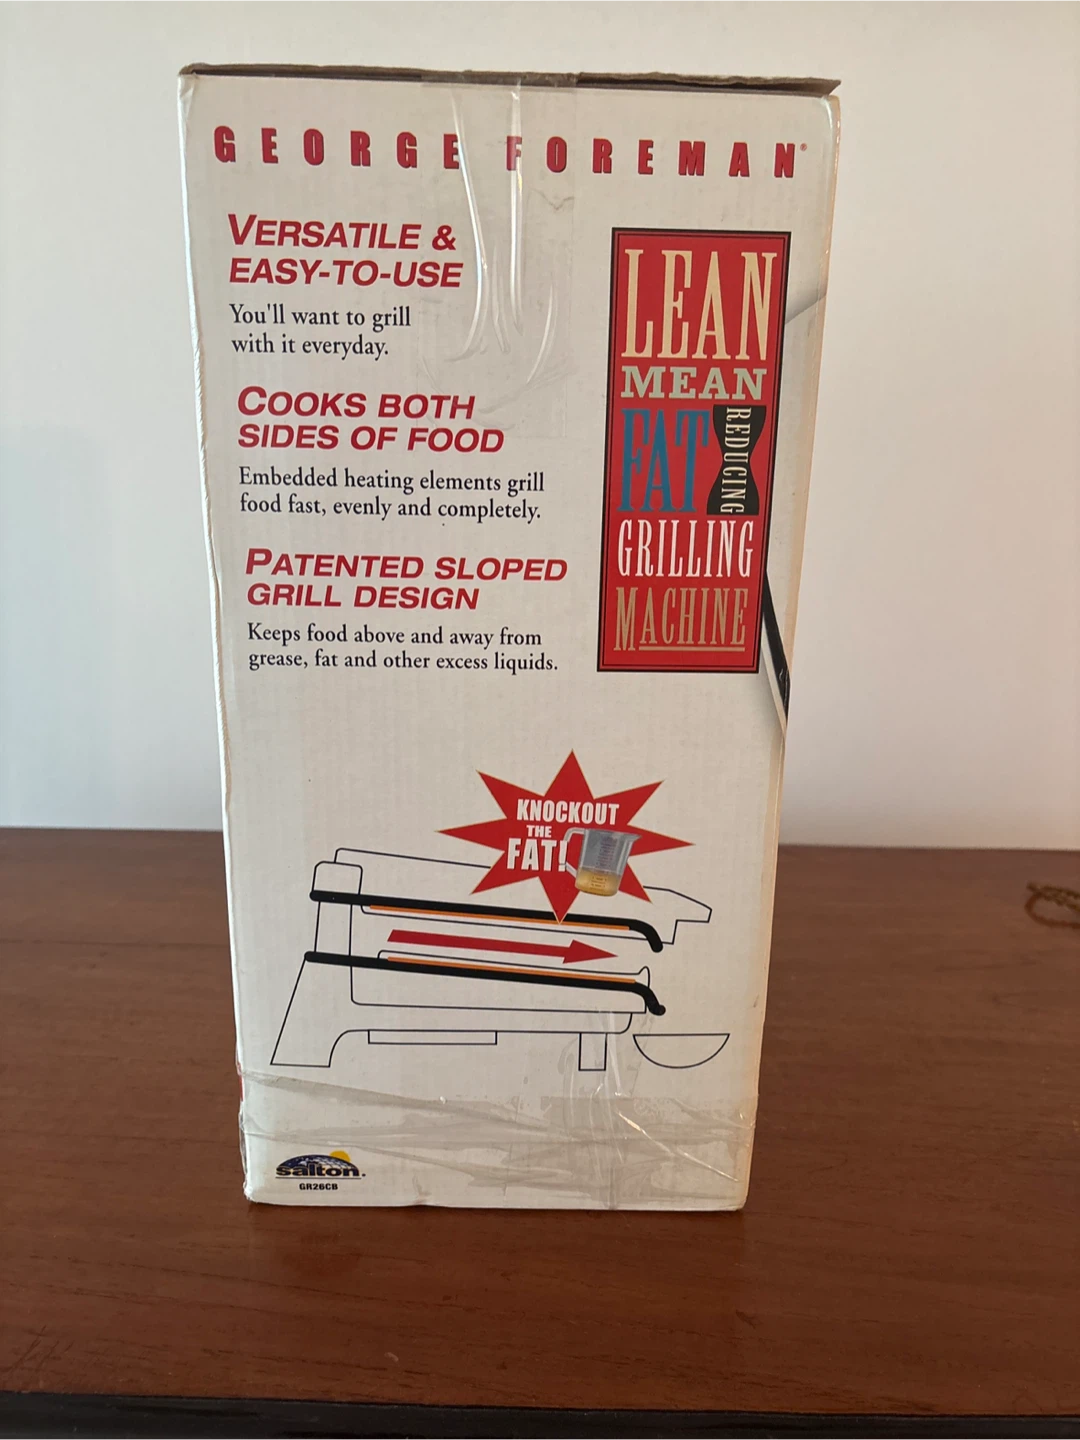 GEORGE FOREMAN®
VERSATILE &
EASY-TO-USE
You'll want to grill
with it everyday.
COOKS BOTH
SIDES OF FOOD
Embedded heating elements grill
food fast, evenly and completely.
PATENTED SLOPED
GRILL DESIGN
Keeps food above and away from
grease, fat and other excess liquids.
LEAN
MEAN
FAT
REDUCING
GRILLING
MACHINE
KNOCKOUT
THE
FAT!
salton.
GR26CB